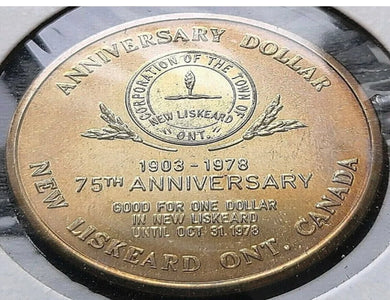 ANNIVERSARY DOLLAR
CORPORATION OF THE TOWN OF
NEW LISKEARD
ONT.
1903 - 1978
75TH ANNIVERSARY
GOOD FOR ONE DOLLAR
IN NEW LISKEARD
UNTIL OCT 31. 1978
NEW LISKEARD ONT. CANADA